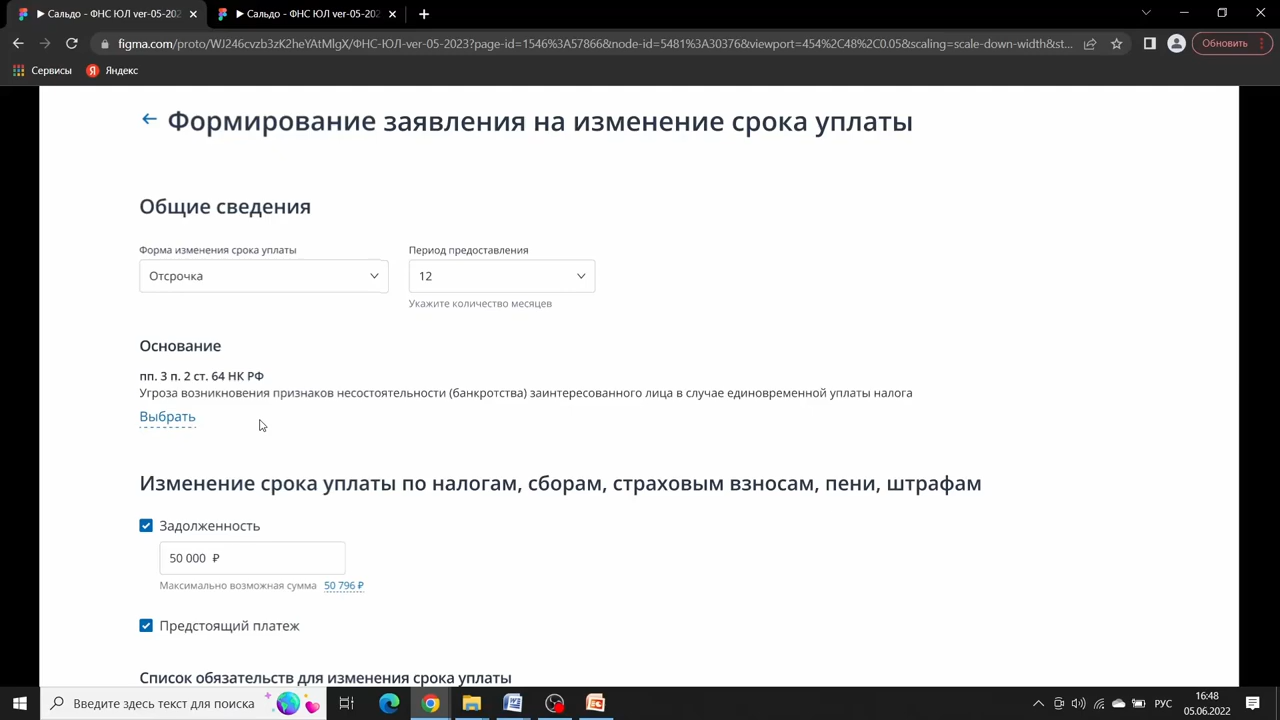 Сальдо - ФНС ЮЛ ver-05-202
Сальдо - ФНС ЮЛ ver-05-202
figma.com/proto/WJ246cvzb3zK2heYAtMlgX/ФНС-ЮЛ-ver-05-2023?page-id=1546%3A57866&node-id=5481%3A30376&viewport=454%2C48%2C0.05&scaling=scale-down-width&st...
Обновить
Сервисы
Яндекс
Формирование заявления на изменение срока уплаты
Общие сведения
Форма изменения срока уплаты
Период предоставления
Отсрочка
12
Укажите количество месяцев
Основание
пп. 3 п. 2 ст. 64 НК РФ
Угроза возникновения признаков несостоятельности (банкротства) заинтересованного лица в случае единовременной уплаты налога
Выбрать
Изменение срока уплаты по налогам, сборам, страховым взносам, пени, штрафам
Задолженность
50 000 ₽
Максимально возможная сумма 50 796 ₽
Предстоящий платеж
Список обязательств для изменения срока уплаты
Введите здесь текст для поиска
РУС
16:48
05.06.2022